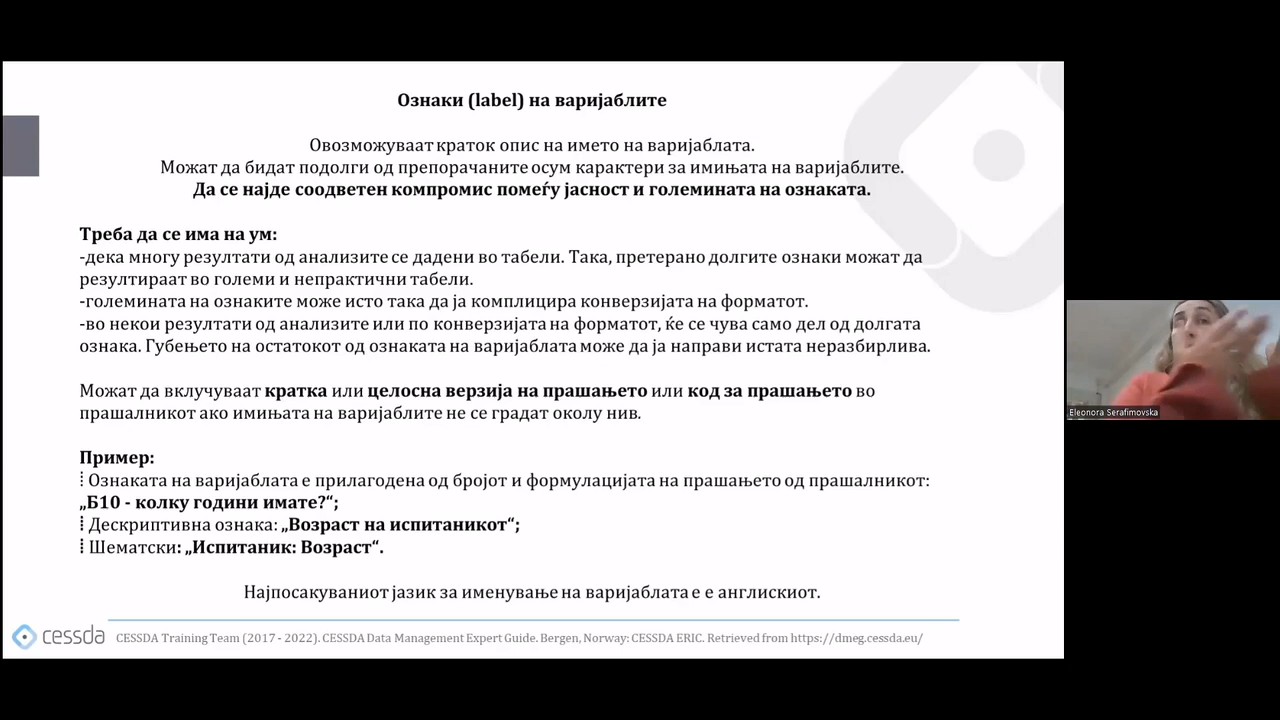 Ознаки (label) на варијаблите
Овозможуваат краток опис на името на варијаблата.
Можат да бидат подолги од препорачаните осум карактери за имињата на варијаблите.
Да се најде соодветен компромис помеѓу јасност и големината на ознаката.
Треба да се има на ум:
-дека многу резултати од анализите се дадени во табели. Така, претерано долгите ознаки можат да
резултираат во големи и непрактични табели.
-големината на ознаките може исто така да ја комплицира конверзијата на форматот.
-во некои резултати од анализите или по конверзијата на форматот, ќе се чува само дел од долгата
ознака. Губењето на остатокот од ознаката на варијаблата може да ја направи истата неразбирлива.
Можат да вклучуваат кратка или целосна верзија на прашањето или код за прашањето во
прашалникот ако имињата на варијаблите не се градат околу нив.
Пример:
⁞ Ознаката на варијаблата е прилагодена од бројот и формулацијата на прашањето од прашалникот:
„Б10 - колку години имате?“;
⁞ Дескриптивна ознака: „Возраст на испитаникот“;
⁞ Шематски: „Испитаник: Возраст“.
Најпосакуваниот јазик за именување на варијаблата е е англискиот.
cessda
CESSDA Training Team (2017 - 2022). CESSDA Data Management Expert Guide. Bergen, Norway: CESSDA ERIC. Retrieved from https://dmeg.cessda.eu/
Eleonora Serafimovska